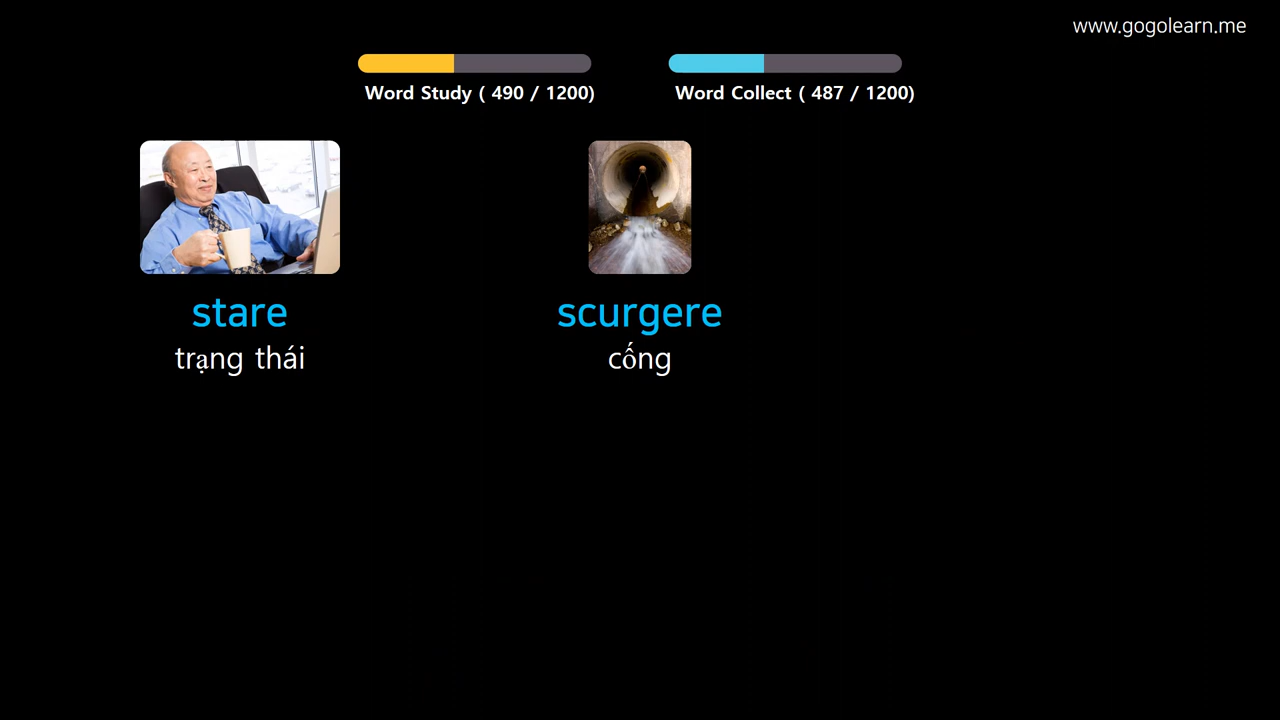 www.gogolearn.me
Word Study ( 490 / 1200)
Word Collect ( 487 / 1200)
stare
trạng thái
scurgere
cống